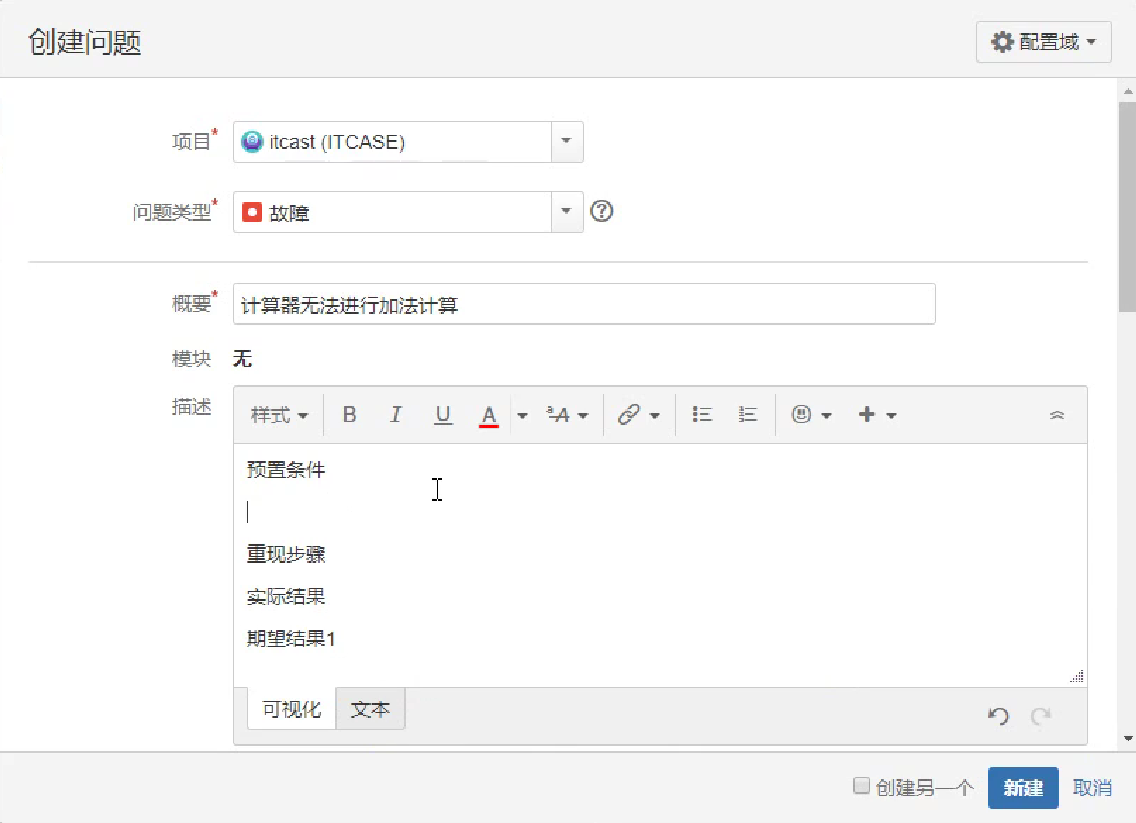 创建问题
配置域
项目*
itcast (ITCASE)
问题类型*
故障
概要*
计算器无法进行加法计算
模块
无
描述
样式 B I U A ªA
预置条件
重现步骤
实际结果
期望结果1
可视化 文本
创建另一个 新建 取消